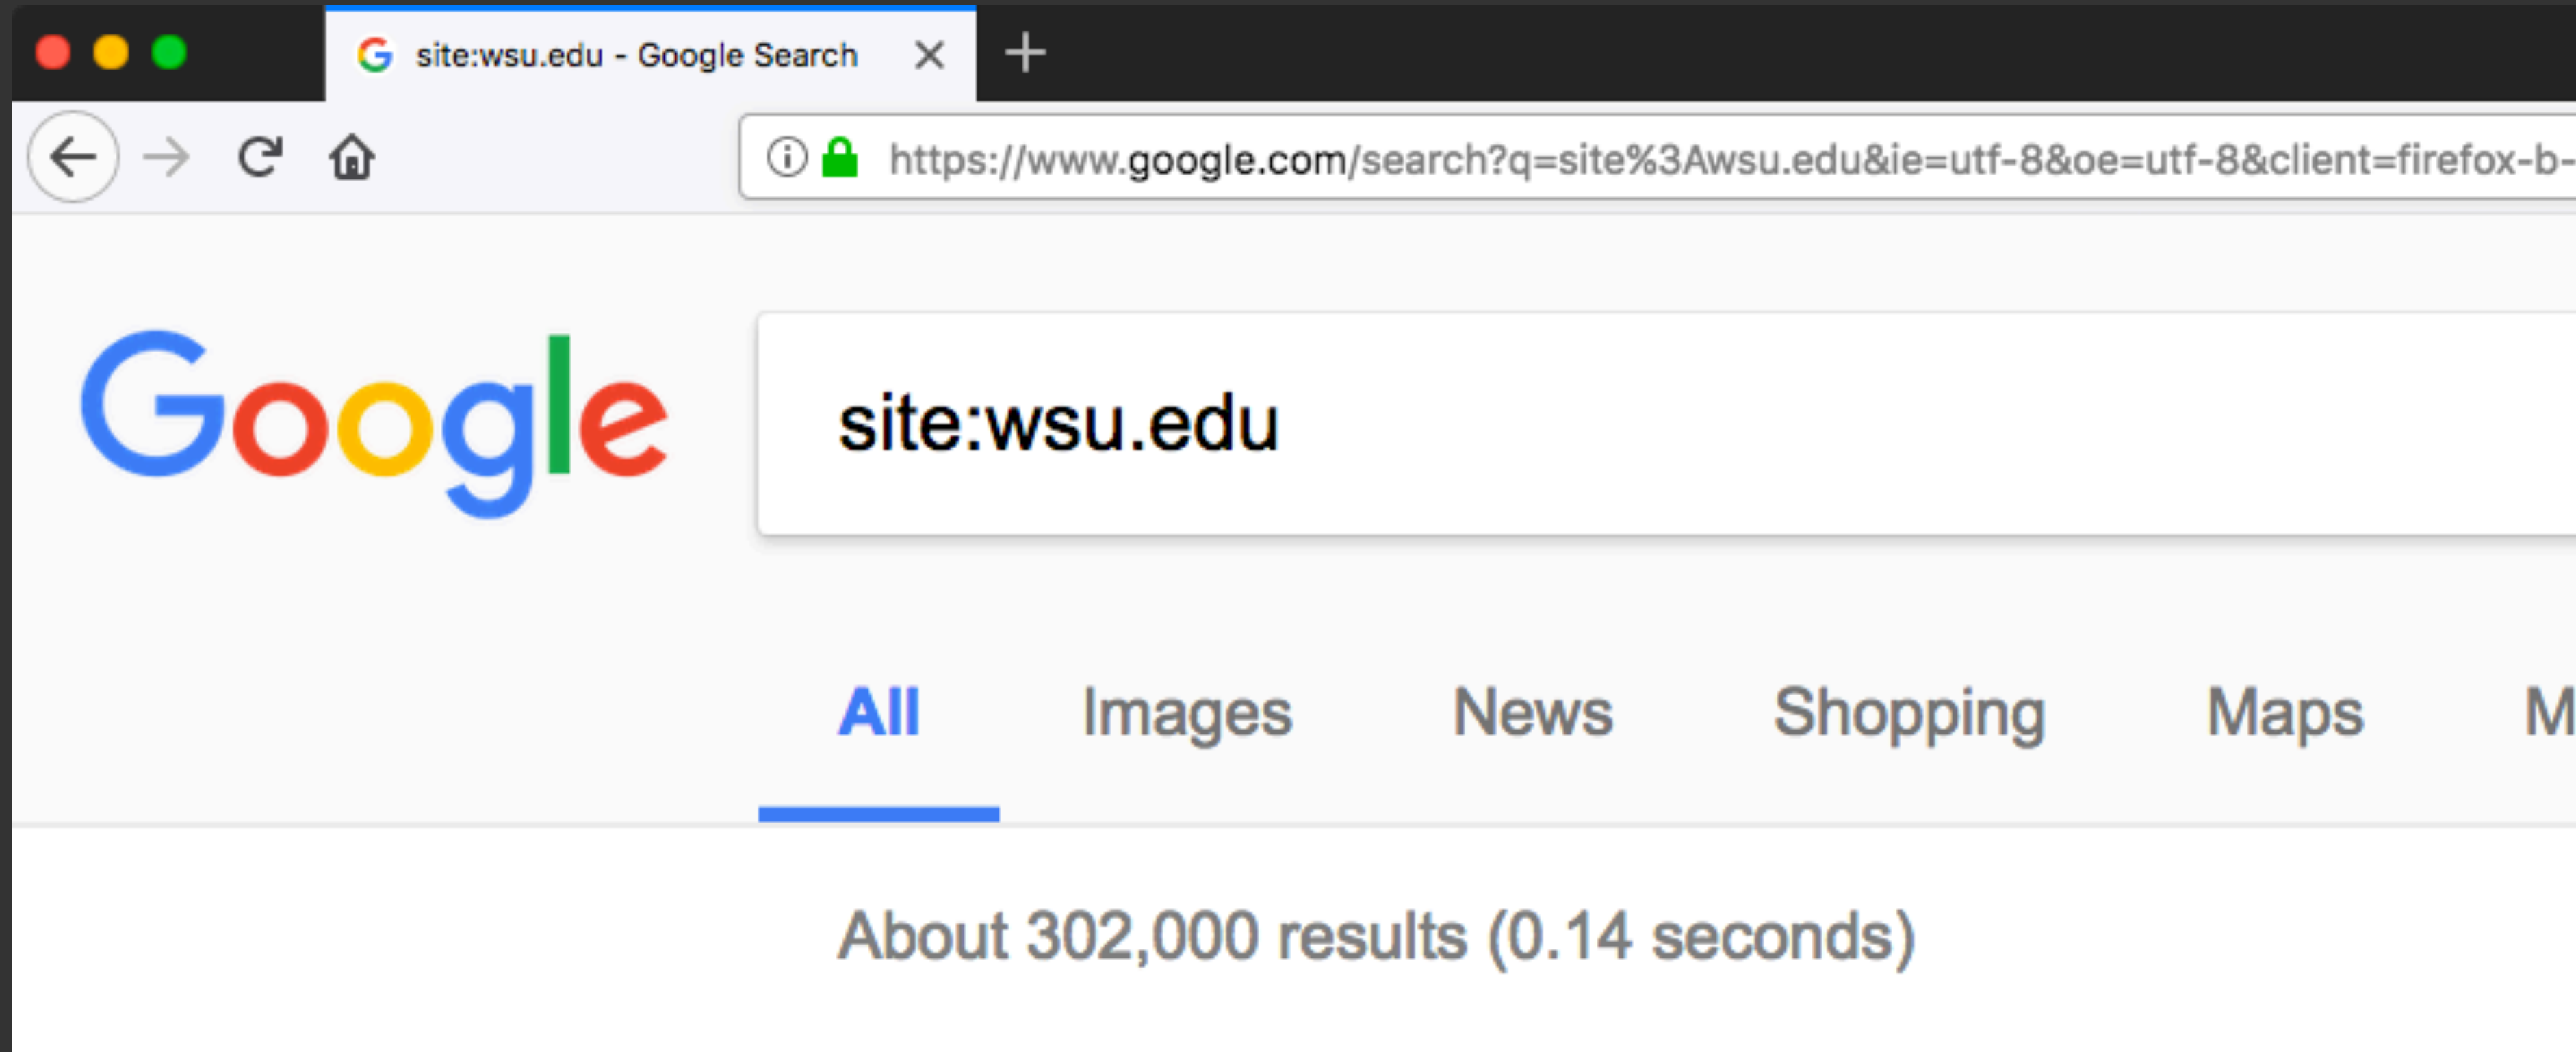 site:wsu.edu - Google Search
https://www.google.com/search?q=site%3Awsu.edu&ie=utf-8&oe=utf-8&client=firefox-b-
Google
site:wsu.edu
All Images News Shopping Maps M
About 302,000 results (0.14 seconds)